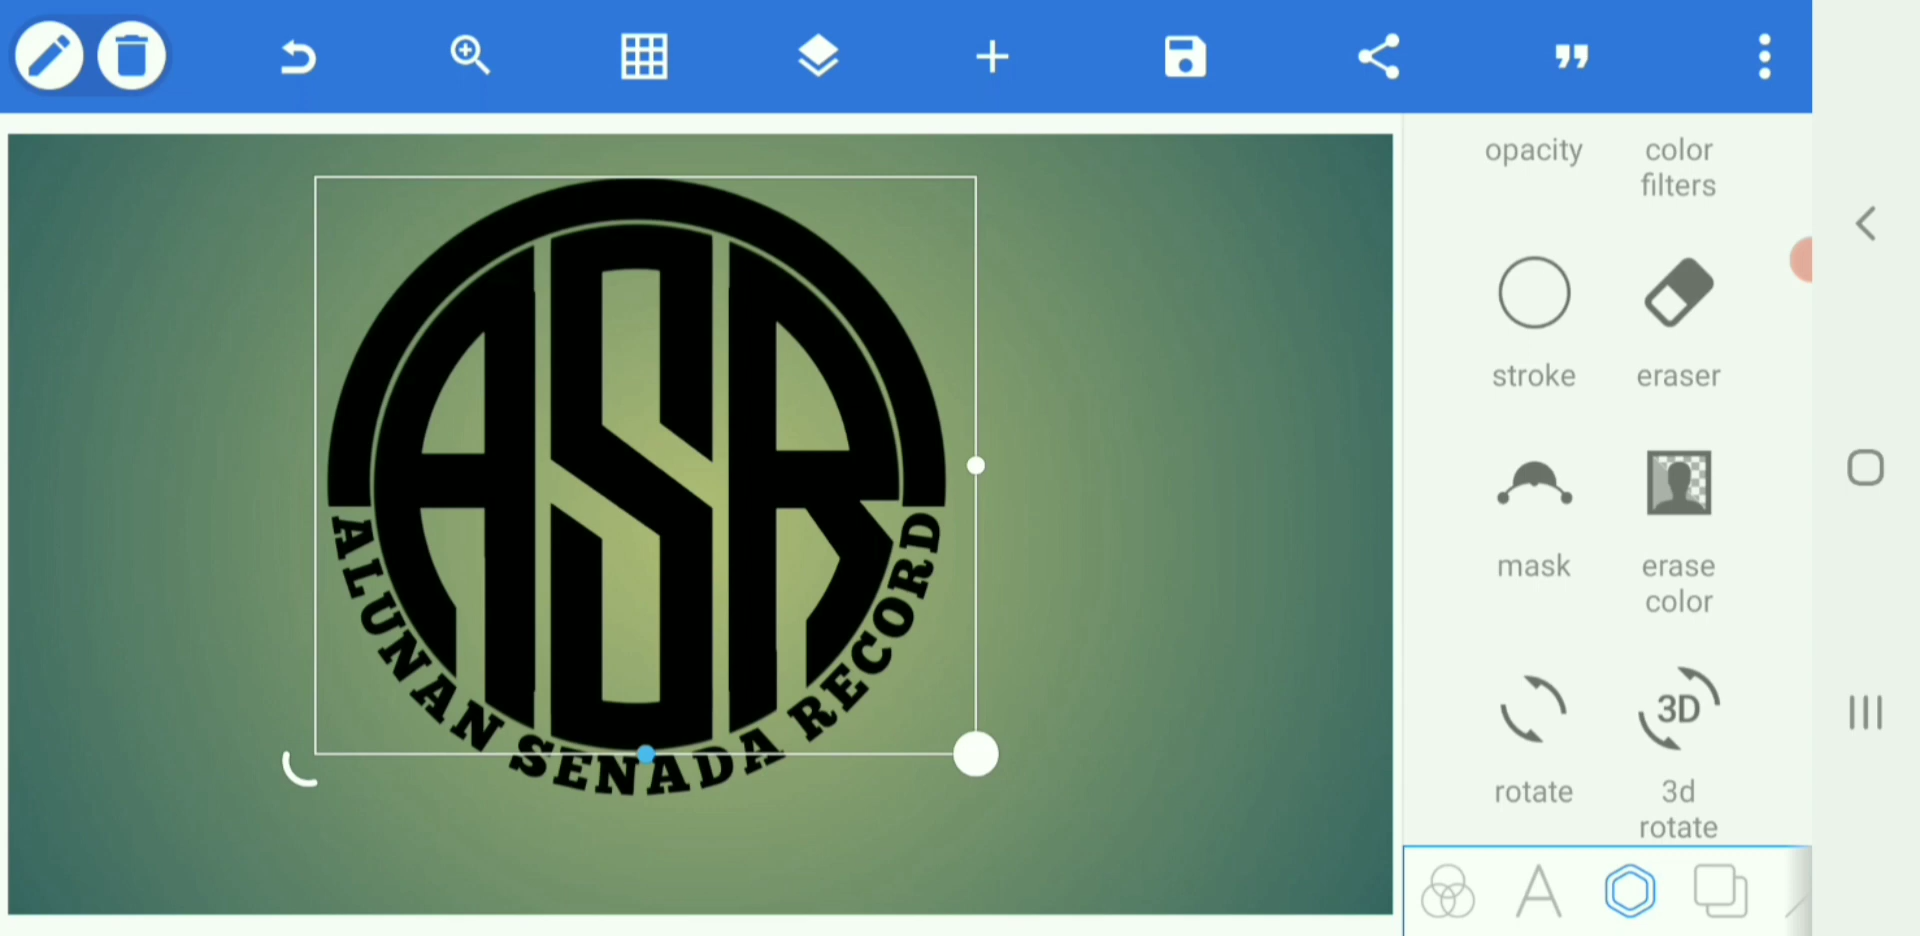 ASR
ALUNAN SENADA RECORD
opacity
color
filters
stroke
eraser
mask
erase
color
3D
rotate
3d
rotate